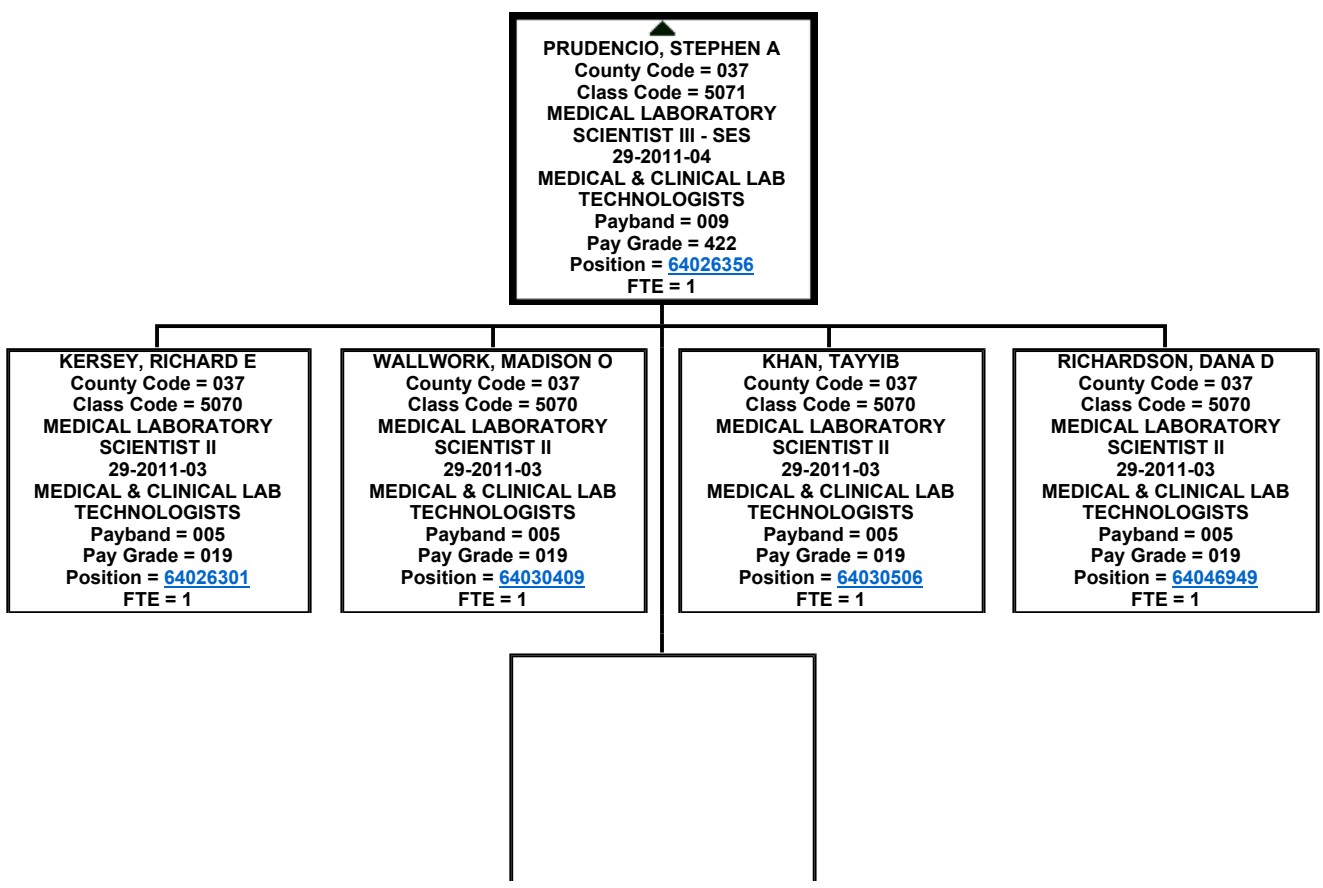 PRUDENCIO, STEPHEN A
County Code = 037
Class Code = 5071
MEDICAL LABORATORY
SCIENTIST III - SES
29-2011-04
MEDICAL & CLINICAL LAB
TECHNOLOGISTS
Payband = 009
Pay Grade = 422
Position = 64026356
FTE = 1
KERSEY, RICHARD E
County Code = 037
Class Code = 5070
MEDICAL LABORATORY
SCIENTIST II
29-2011-03
MEDICAL & CLINICAL LAB
TECHNOLOGISTS
Payband = 005
Pay Grade = 019
Position = 64026301
FTE = 1
WALLWORK, MADISON O
County Code = 037
Class Code = 5070
MEDICAL LABORATORY
SCIENTIST II
29-2011-03
MEDICAL & CLINICAL LAB
TECHNOLOGISTS
Payband = 005
Pay Grade = 019
Position = 64030409
FTE = 1
KHAN, TAYYIB
County Code = 037
Class Code = 5070
MEDICAL LABORATORY
SCIENTIST II
29-2011-03
MEDICAL & CLINICAL LAB
TECHNOLOGISTS
Payband = 005
Pay Grade = 019
Position = 64030506
FTE = 1
RICHARDSON, DANA D
County Code = 037
Class Code = 5070
MEDICAL LABORATORY
SCIENTIST II
29-2011-03
MEDICAL & CLINICAL LAB
TECHNOLOGISTS
Payband = 005
Pay Grade = 019
Position = 64046949
FTE = 1